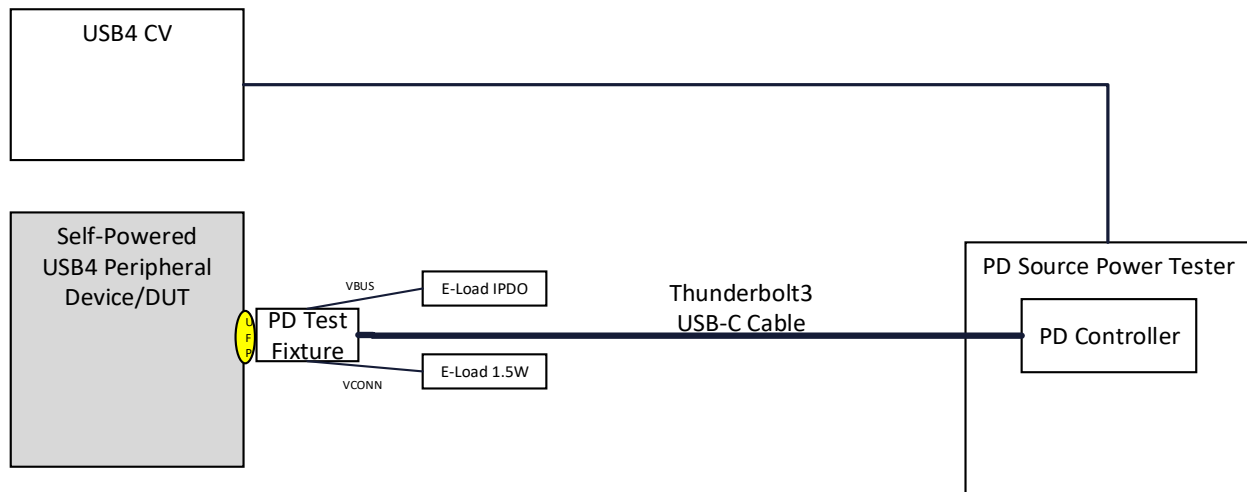 USB4 CV
Self-Powered
USB4 Peripheral
Device/DUT
U
F
P
PD Test
Fixture
VBUS
E-Load IPDO
VCONN
E-Load 1.5W
Thunderbolt3
USB-C Cable
PD Source Power Tester
PD Controller